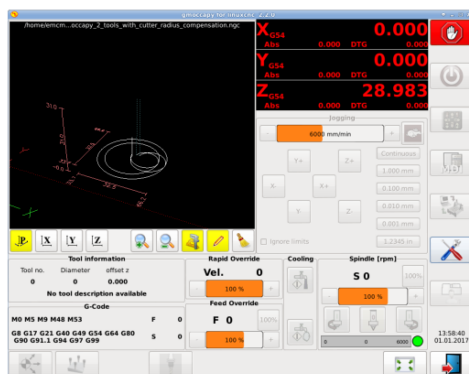 gmoccapy for linuxcnc 2.2.0
/home/emcm...occapy_2_tools_with_cutter_radius_compensation.ngc
X G54 0.000
Abs 0.000 DTG 0.000
Y G54 0.000
Abs 0.000 DTG 0.000
Z G54 28.983
Abs 0.000 DTG 0.000
Jogging
- 6000 mm/min +
Y+ Z+
X- X+
Y- Z-
Continuous
1.000 mm
0.100 mm
0.010 mm
0.001 mm
1.2345 in
Ignore limits
P X Y Z
Tool information
Tool no. Diameter offset z
0 0 0.000
No tool description available
G-Code
M0 M5 M9 M48 M53 F 0
G8 G17 G21 G40 G49 G54 G64 G80 S 0
G90 G91.1 G94 G97 G99
Rapid Override
Vel. 0
- 100 % +
Feed Override
F 0 100%
- 100 % +
Cooling
Spindle [rpm]
S 0 100%
- 100 % +
0 0 6000
13:58:40
01.01.2017